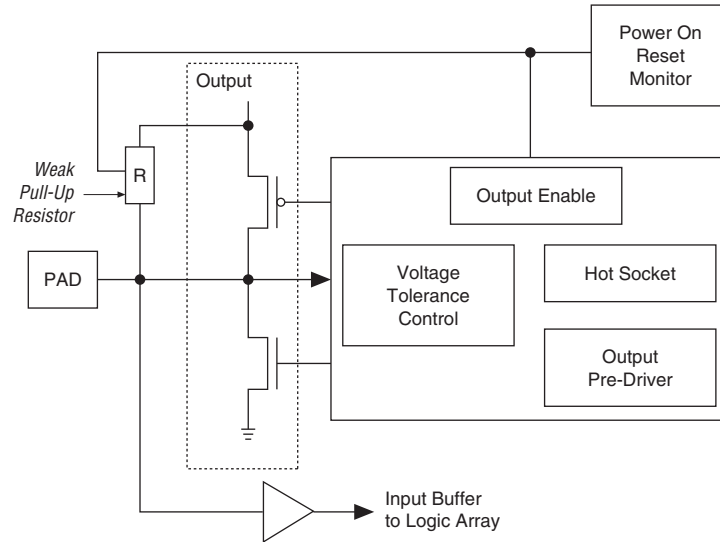 Power On
Reset
Monitor
Output
Weak
Pull-Up
Resistor
R
Output Enable
PAD
Voltage
Tolerance
Control
Hot Socket
Output
Pre-Driver
Input Buffer
to Logic Array